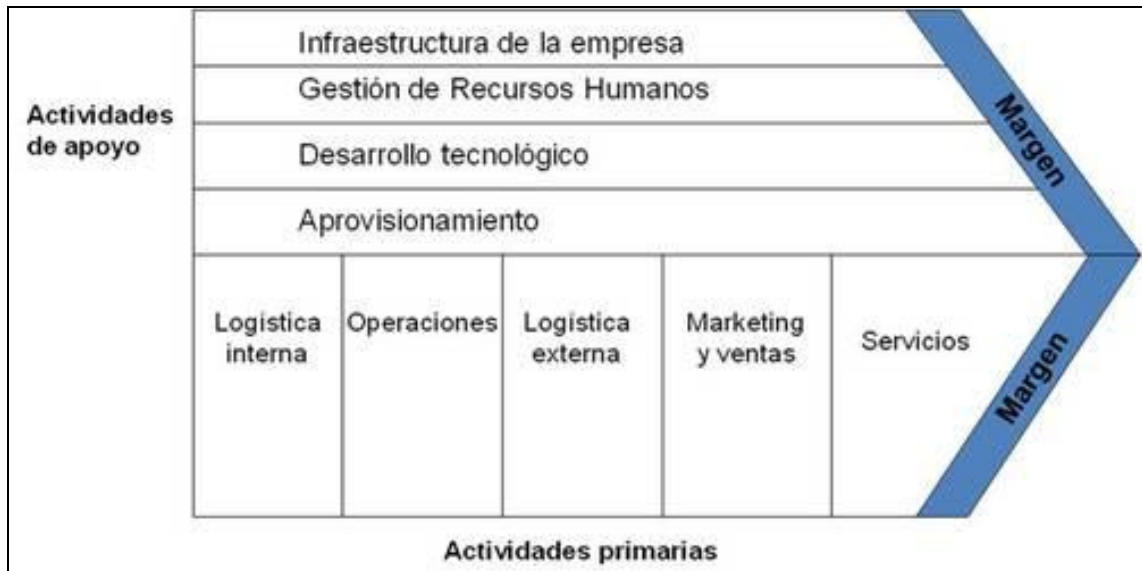 Infraestructura de la empresa
Gestión de Recursos Humanos
Actividades
de apoyo
Desarrollo tecnológico
Aprovisionamiento
Margen
Logística
interna
Operaciones
Logística
externa
Marketing
y ventas
Servicios
Margen
Actividades primarias